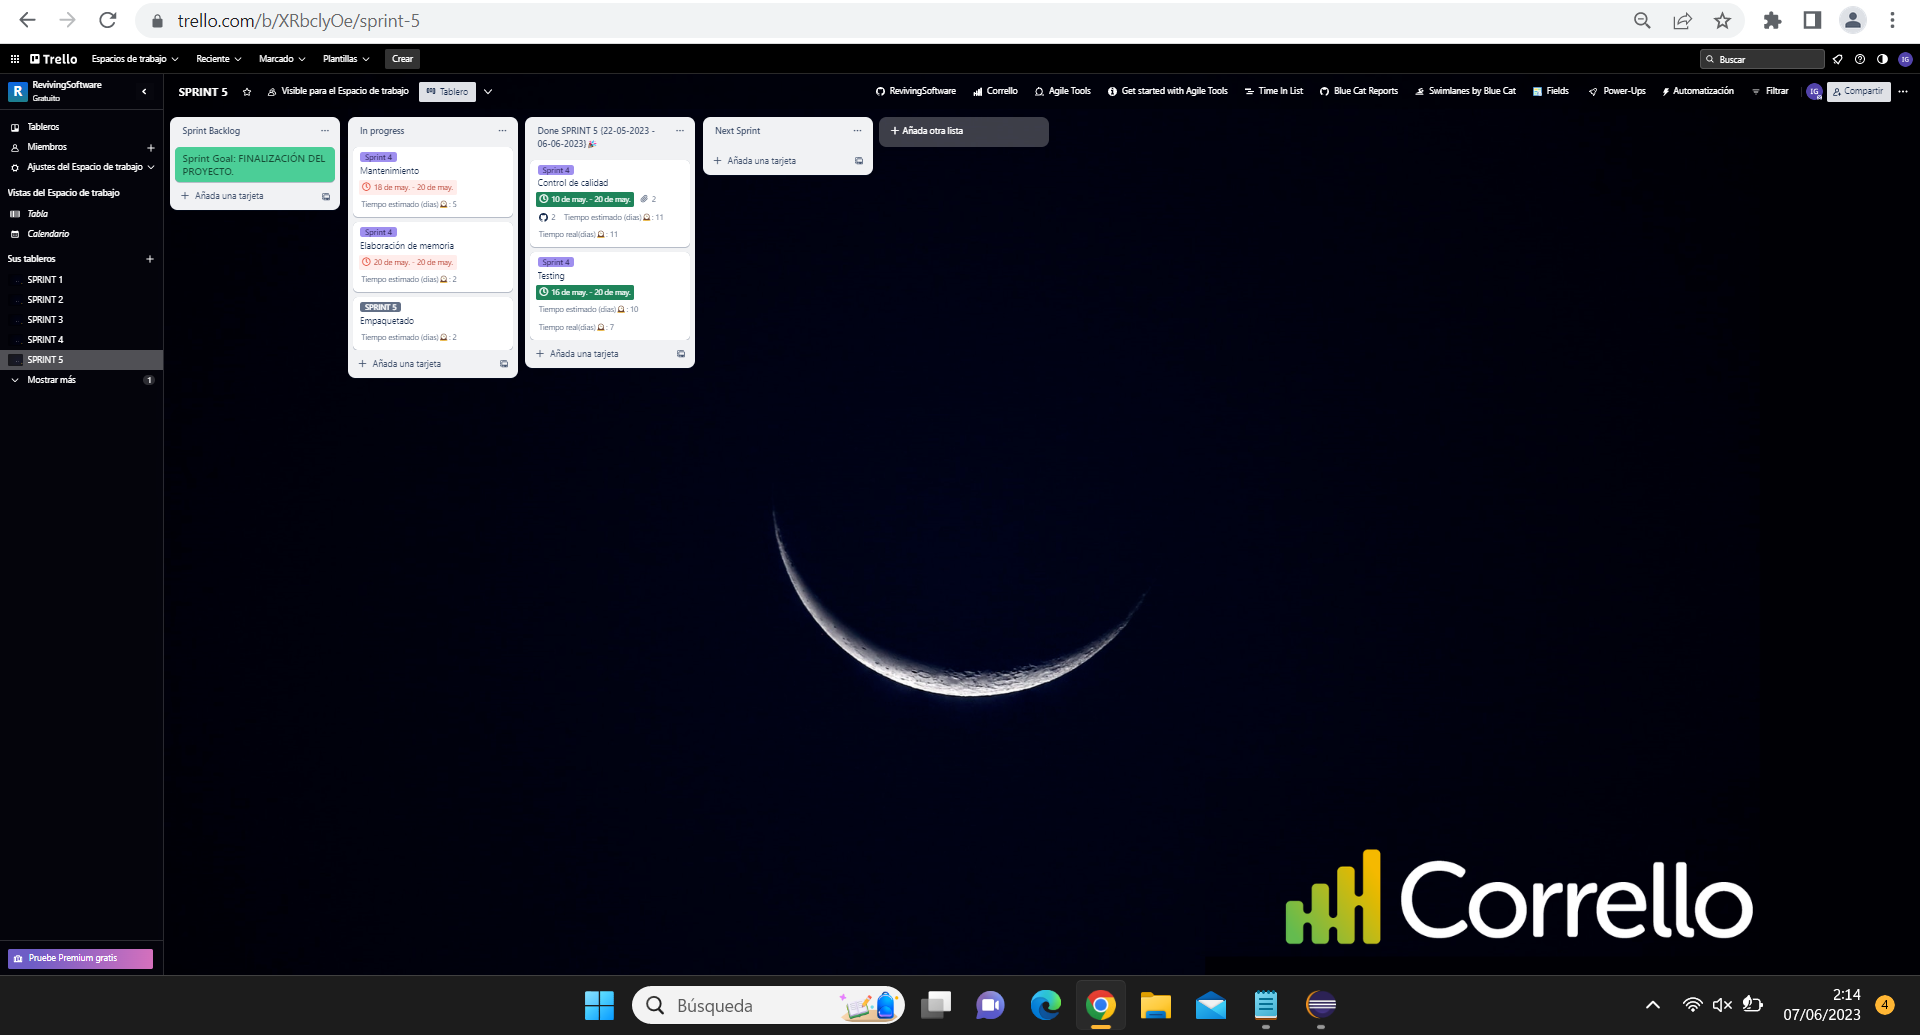 trello.com/b/XRbclyOe/sprint-5
Trello
Espacios de trabajo
Reciente
Marcado
Plantillas
Crear
Buscar
IG
R
RevivingSoftware
Gratuito
SPRINT 5
Visible para el Espacio de trabajo
Tablero
RevivingSoftware
Corrello
Agile Tools
Get started with Agile Tools
Time In List
Blue Cat Reports
Swimlanes by Blue Cat
Fields
Power-Ups
Automatización
Filtrar
IG
Compartir
Tableros
Miembros
Ajustes del Espacio de trabajo
Vistas del Espacio de trabajo
Tabla
Calendario
Sus tableros
SPRINT 1
SPRINT 2
SPRINT 3
SPRINT 4
SPRINT 5
Mostrar más
1
Pruebe Premium gratis
Sprint Backlog
Sprint Goal: FINALIZACIÓN DEL
PROYECTO.
Añada una tarjeta
In progress
Sprint 4
Mantenimiento
18 de may. - 20 de may.
Tiempo estimado (días)🕰: 5
Sprint 4
Elaboración de memoria
20 de may. - 20 de may.
Tiempo estimado (días)🕰: 2
SPRINT 5
Empaquetado
Tiempo estimado (días)🕰: 2
Añada una tarjeta
Done SPRINT 5 (22-05-2023 -
06-06-2023)🎉
Sprint 4
Control de calidad
10 de may. - 20 de may. 2
2 Tiempo estimado (días)🕰: 11
Tiempo real(días)🕰: 11
Sprint 4
Testing
16 de may. - 20 de may.
Tiempo estimado (días)🕰: 10
Tiempo real(días)🕰: 7
Añada una tarjeta
Next Sprint
Añada una tarjeta
Añada otra lista
Corrello
Búsqueda
2:14
07/06/2023
4